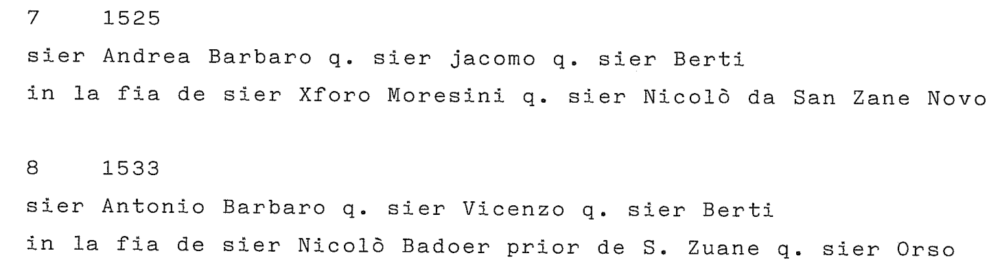 7 1525
sier Andrea Barbaro q. sier jacomo q. sier Berti
in la fia de sier Xforo Moresini q. sier Nicolò da San Zane Novo
8 1533
sier Antonio Barbaro q. sier Vicenzo q. sier Berti
in la fia de sier Nicolò Badoer prior de S. Zuane q. sier Orso